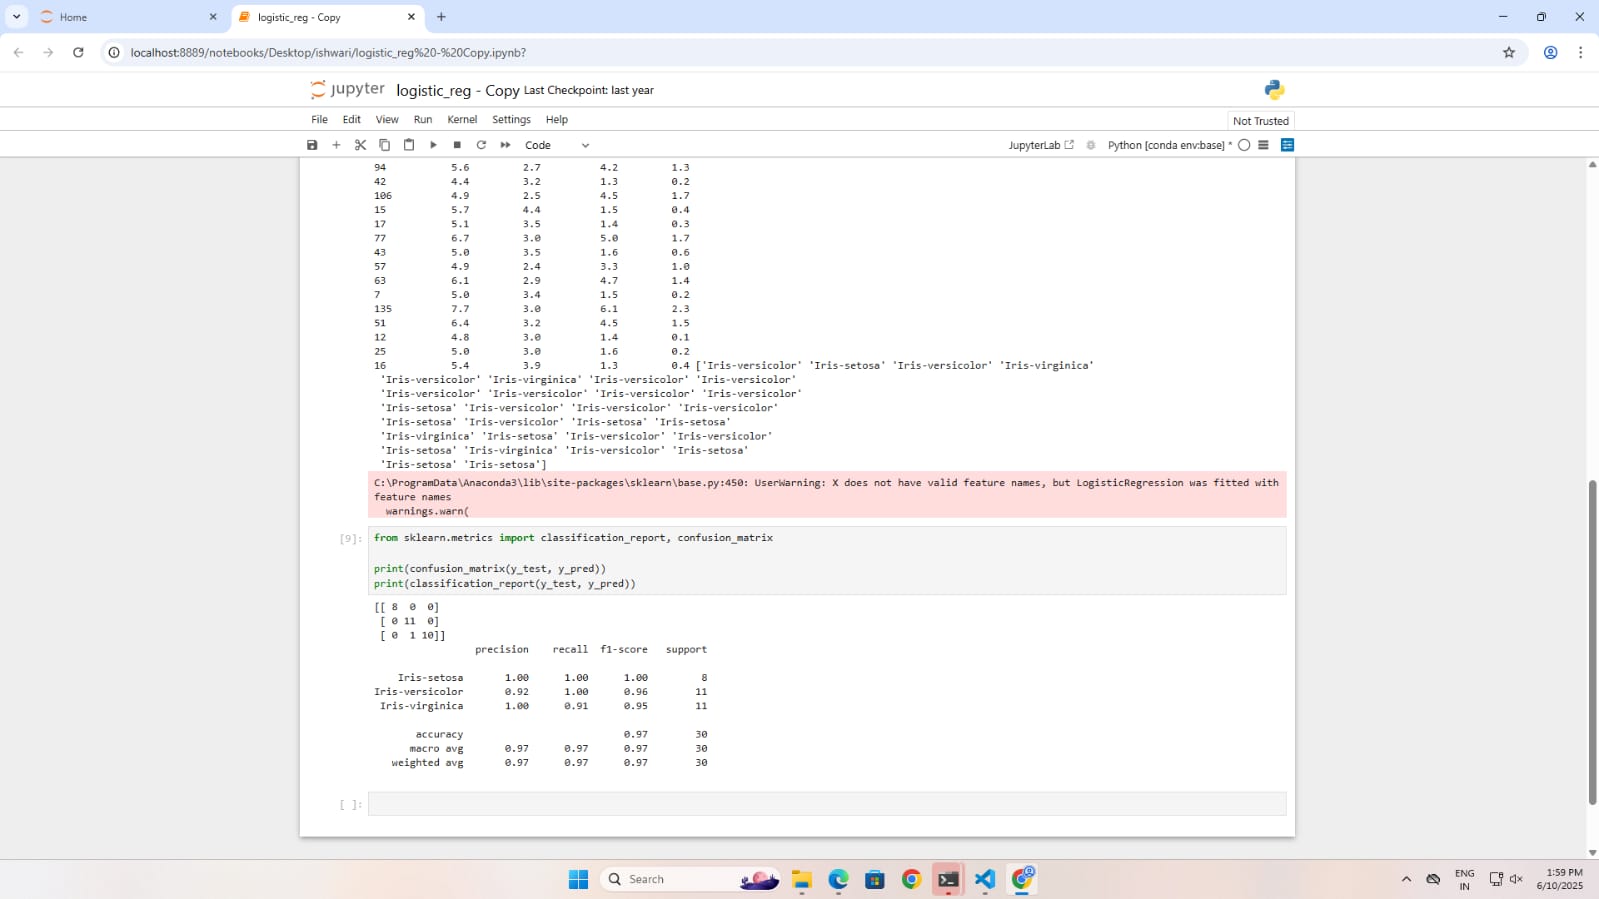 Home
logistic_reg - Copy
localhost:8889/notebooks/Desktop/ishwari/logistic_reg%20-%20Copy.ipynb?
jupyter logistic_reg - Copy Last Checkpoint: last year
File Edit View Run Kernel Settings Help
Not Trusted
Code
JupyterLab Python [conda env:base] *
94 5.6 2.7 4.2 1.3
42 4.4 3.2 1.3 0.2
106 4.9 2.5 4.5 1.7
15 5.7 4.4 1.5 0.4
17 5.1 3.5 1.4 0.3
77 6.7 3.0 5.0 1.7
43 5.0 3.5 1.6 0.6
57 4.9 2.4 3.3 1.0
63 6.1 2.9 4.7 1.4
7 5.0 3.4 1.5 0.2
135 7.7 3.0 6.1 2.3
51 6.4 3.2 4.5 1.5
12 4.8 3.0 1.4 0.1
25 5.0 3.0 1.6 0.2
16 5.4 3.9 1.3 0.4 ['Iris-versicolor' 'Iris-setosa' 'Iris-versicolor' 'Iris-virginica'
'Iris-versicolor' 'Iris-virginica' 'Iris-versicolor' 'Iris-versicolor'
'Iris-versicolor' 'Iris-versicolor' 'Iris-versicolor' 'Iris-versicolor'
'Iris-setosa' 'Iris-versicolor' 'Iris-versicolor' 'Iris-versicolor'
'Iris-setosa' 'Iris-versicolor' 'Iris-setosa' 'Iris-setosa'
'Iris-virginica' 'Iris-setosa' 'Iris-versicolor' 'Iris-versicolor'
'Iris-setosa' 'Iris-virginica' 'Iris-versicolor' 'Iris-setosa'
'Iris-setosa' 'Iris-setosa']
C:\ProgramData\Anaconda3\lib\site-packages\sklearn\base.py:450: UserWarning: X does not have valid feature names, but LogisticRegression was fitted with
feature names
warnings.warn(
[9]: from sklearn.metrics import classification_report, confusion_matrix
print(confusion_matrix(y_test, y_pred))
print(classification_report(y_test, y_pred))
[[ 8 0 0]
[ 0 11 0]
[ 0 1 10]]
precision recall f1-score support
Iris-setosa 1.00 1.00 1.00 8
Iris-versicolor 0.92 1.00 0.96 11
Iris-virginica 1.00 0.91 0.95 11
accuracy 0.97 30
macro avg 0.97 0.97 0.97 30
weighted avg 0.97 0.97 0.97 30
[ ]:
Search
ENG
IN
1:59 PM
6/10/2025